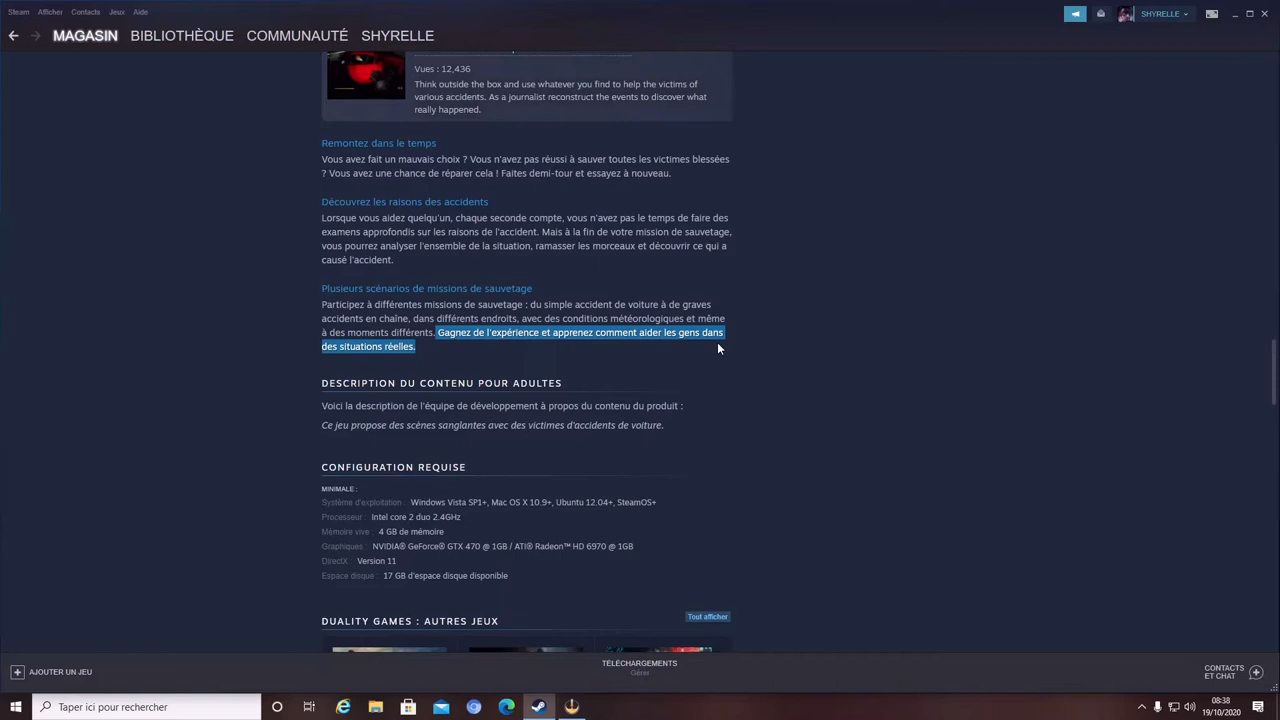 Steam Afficher Contacts Jeux Aide
SHYRELLE
MAGASIN BIBLIOTHÈQUE COMMUNAUTÉ SHYRELLE
Vues : 12,436
Think outside the box and use whatever you find to help the victims of
various accidents. As a journalist reconstruct the events to discover what
really happened.
Remontez dans le temps
Vous avez fait un mauvais choix ? Vous n'avez pas réussi à sauver toutes les victimes blessées
? Vous avez une chance de réparer cela ! Faites demi-tour et essayez à nouveau.
Découvrez les raisons des accidents
Lorsque vous aidez quelqu'un, chaque seconde compte, vous n'avez pas le temps de faire des
examens approfondis sur les raisons de l'accident. Mais à la fin de votre mission de sauvetage,
vous pourrez analyser l'ensemble de la situation, ramasser les morceaux et découvrir ce qui a
causé l'accident.
Plusieurs scénarios de missions de sauvetage
Participez à différentes missions de sauvetage : du simple accident de voiture à de graves
accidents en chaîne, dans différents endroits, avec des conditions météorologiques et même
à des moments différents. Gagnez de l'expérience et apprenez comment aider les gens dans
des situations réelles.
DESCRIPTION DU CONTENU POUR ADULTES
Voici la description de l'équipe de développement à propos du contenu du produit :
Ce jeu propose des scènes sanglantes avec des victimes d'accidents de voiture.
CONFIGURATION REQUISE
MINIMALE :
Système d'exploitation : Windows Vista SP1+, Mac OS X 10.9+, Ubuntu 12.04+, SteamOS+
Processeur : Intel core 2 duo 2.4GHz
Mémoire vive : 4 GB de mémoire
Graphiques : NVIDIA® GeForce® GTX 470 @ 1GB / ATI® Radeon™ HD 6970 @ 1GB
DirectX : Version 11
Espace disque : 17 GB d'espace disque disponible
DUALITY GAMES : AUTRES JEUX
Tout afficher
AJOUTER UN JEU
TÉLÉCHARGEMENTS
Gérer
CONTACTS
ET CHAT
Taper ici pour rechercher
08:38
19/10/2020